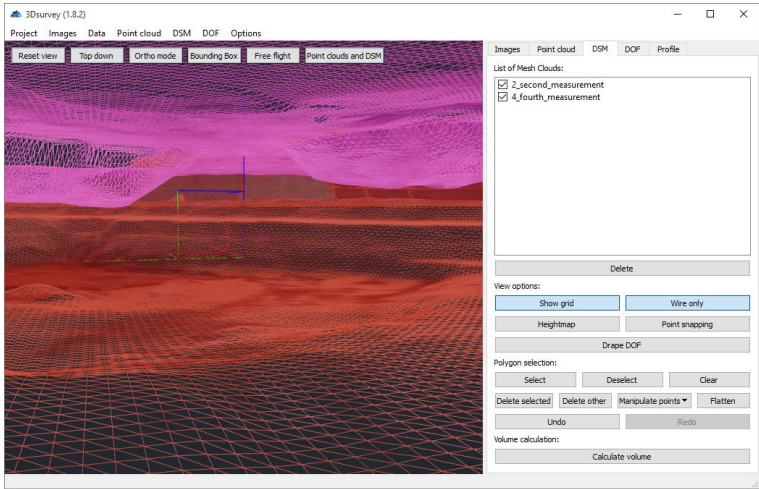 3Dsurvey (1.8.2)
Project Images Data Point cloud DSM DOF Options
Reset view Top down Ortho mode Bounding Box Free flight Point clouds and DSM
Images Point cloud DSM DOF Profile
List of Mesh Clouds:
2_second_measurement
4_fourth_measurement
Delete
View options:
Show grid Wire only
Heightmap Point snapping
Drape DOF
Polygon selection:
Select Deselect Clear
Delete selected Delete other Manipulate points Flatten
Undo Redo
Volume calculation:
Calculate volume